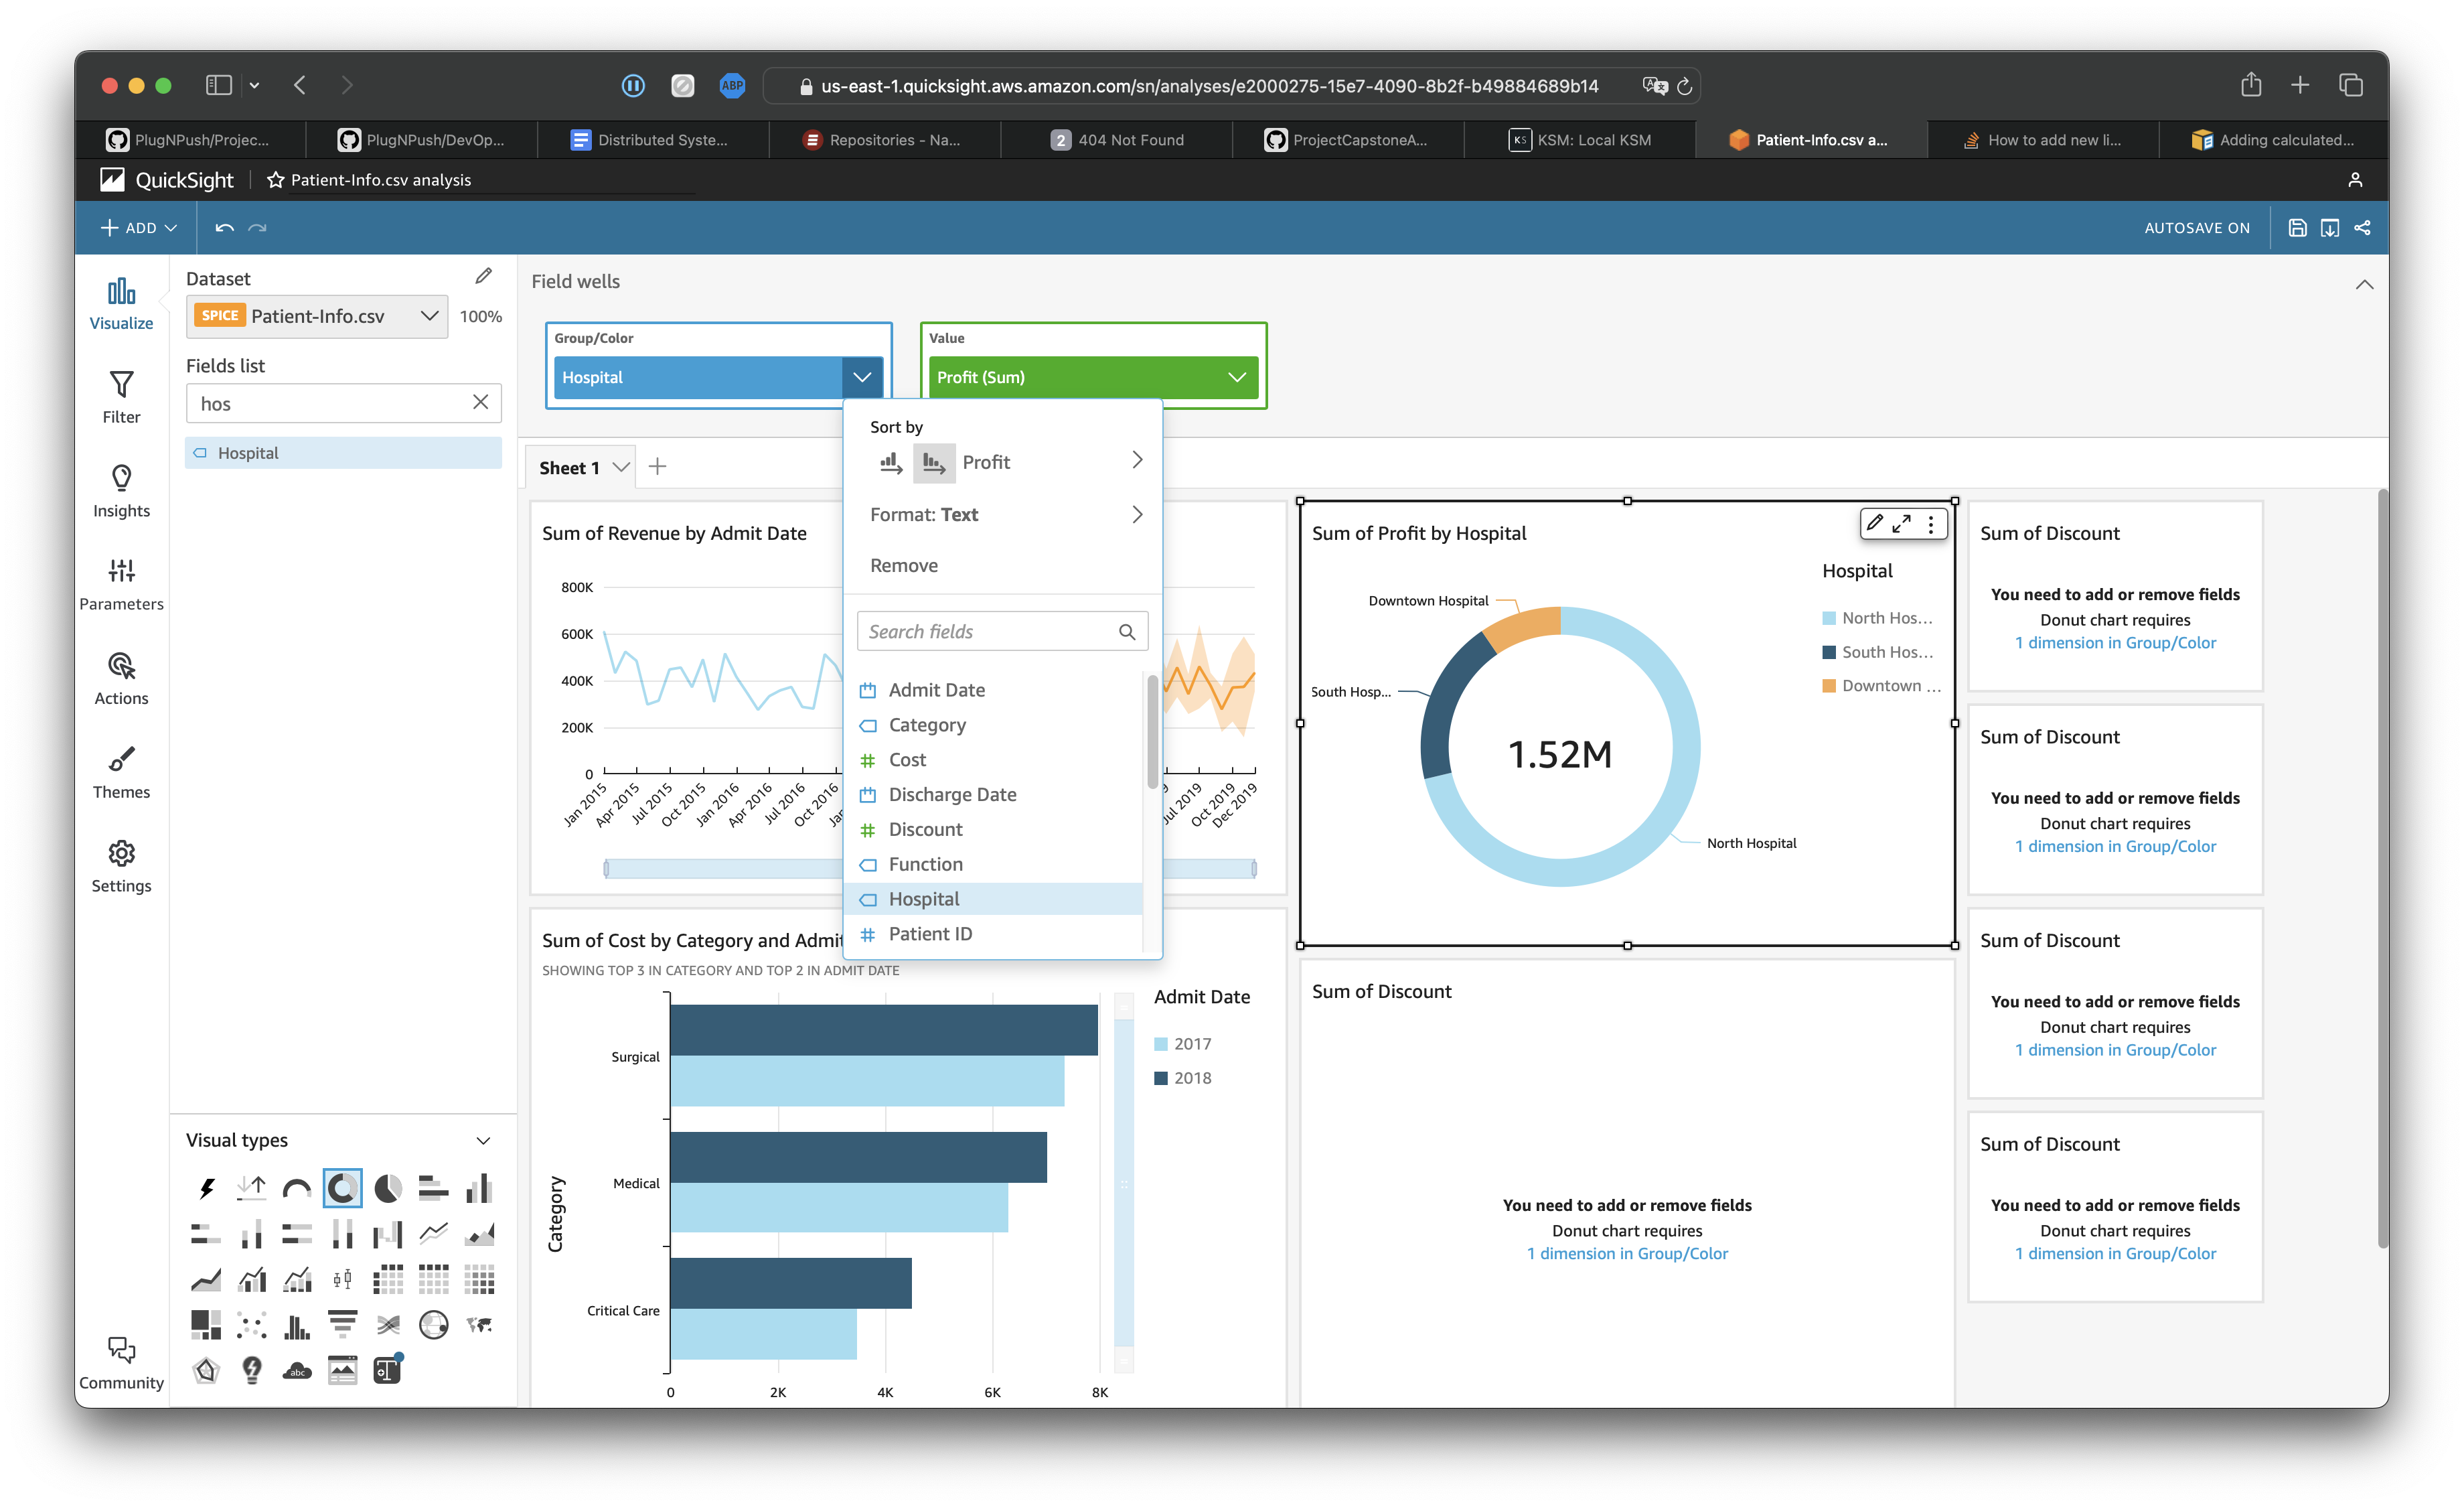 ABP
us-east-1.quicksight.aws.amazon.com/sn/analyses/e2000275-15e7-4090-8b2f-b49884689b14
PlugNPush/Projec...
PlugNPush/DevOp...
Distributed Syste...
Repositories - Na...
2 404 Not Found
ProjectCapstoneA...
KS KSM: Local KSM
Patient-Info.csv a...
How to add new li...
Adding calculated...
QuickSight
Patient-Info.csv analysis
ADD
AUTOSAVE ON
Visualize
Filter
Insights
Parameters
Actions
Themes
Settings
Community
Dataset
SPICE Patient-Info.csv 100%
Fields list
hos
Hospital
Visual types
abc
Field wells
Group/Color
Hospital
Value
Profit (Sum)
Sheet 1
Sort by
Profit
Format: Text
Remove
Search fields
Admit Date
Category
Cost
Discharge Date
Discount
Function
Hospital
Patient ID
Sum of Revenue by Admit Date
800K
600K
400K
200K
0
Jan 2015
Apr 2015
Jul 2015
Oct 2015
Jan 2016
Apr 2016
Jul 2016
Oct 2016
Jul 2019
Oct 2019
Dec 2019
Sum of Profit by Hospital
Hospital
North Hos...
South Hos...
Downtown ...
Downtown Hospital
South Hosp...
1.52M
North Hospital
Sum of Cost by Category and Admit
SHOWING TOP 3 IN CATEGORY AND TOP 2 IN ADMIT DATE
Category
Surgical
Medical
Critical Care
0
2K
4K
6K
8K
Admit Date
2017
2018
Sum of Discount
You need to add or remove fields
Donut chart requires
1 dimension in Group/Color
Sum of Discount
You need to add or remove fields
Donut chart requires
1 dimension in Group/Color
Sum of Discount
You need to add or remove fields
Donut chart requires
1 dimension in Group/Color
Sum of Discount
You need to add or remove fields
Donut chart requires
1 dimension in Group/Color
Sum of Discount
You need to add or remove fields
Donut chart requires
1 dimension in Group/Color